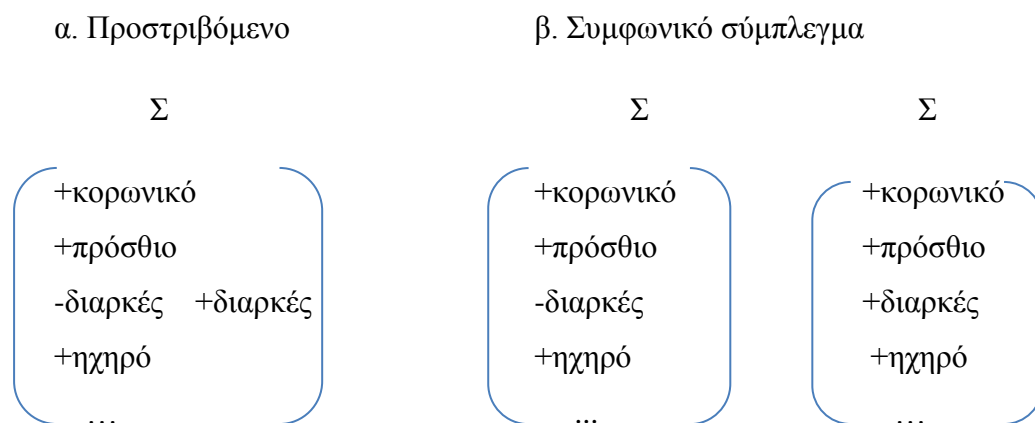 α. Προστριβόμενο β. Συμφωνικό σύμπλεγμα
Σ Σ Σ
+κορωνικό +κορωνικό +κορωνικό
+πρόσθιο +πρόσθιο +πρόσθιο
-διαρκές +διαρκές -διαρκές +διαρκές
+ηχηρό +ηχηρό +ηχηρό
... ... ...